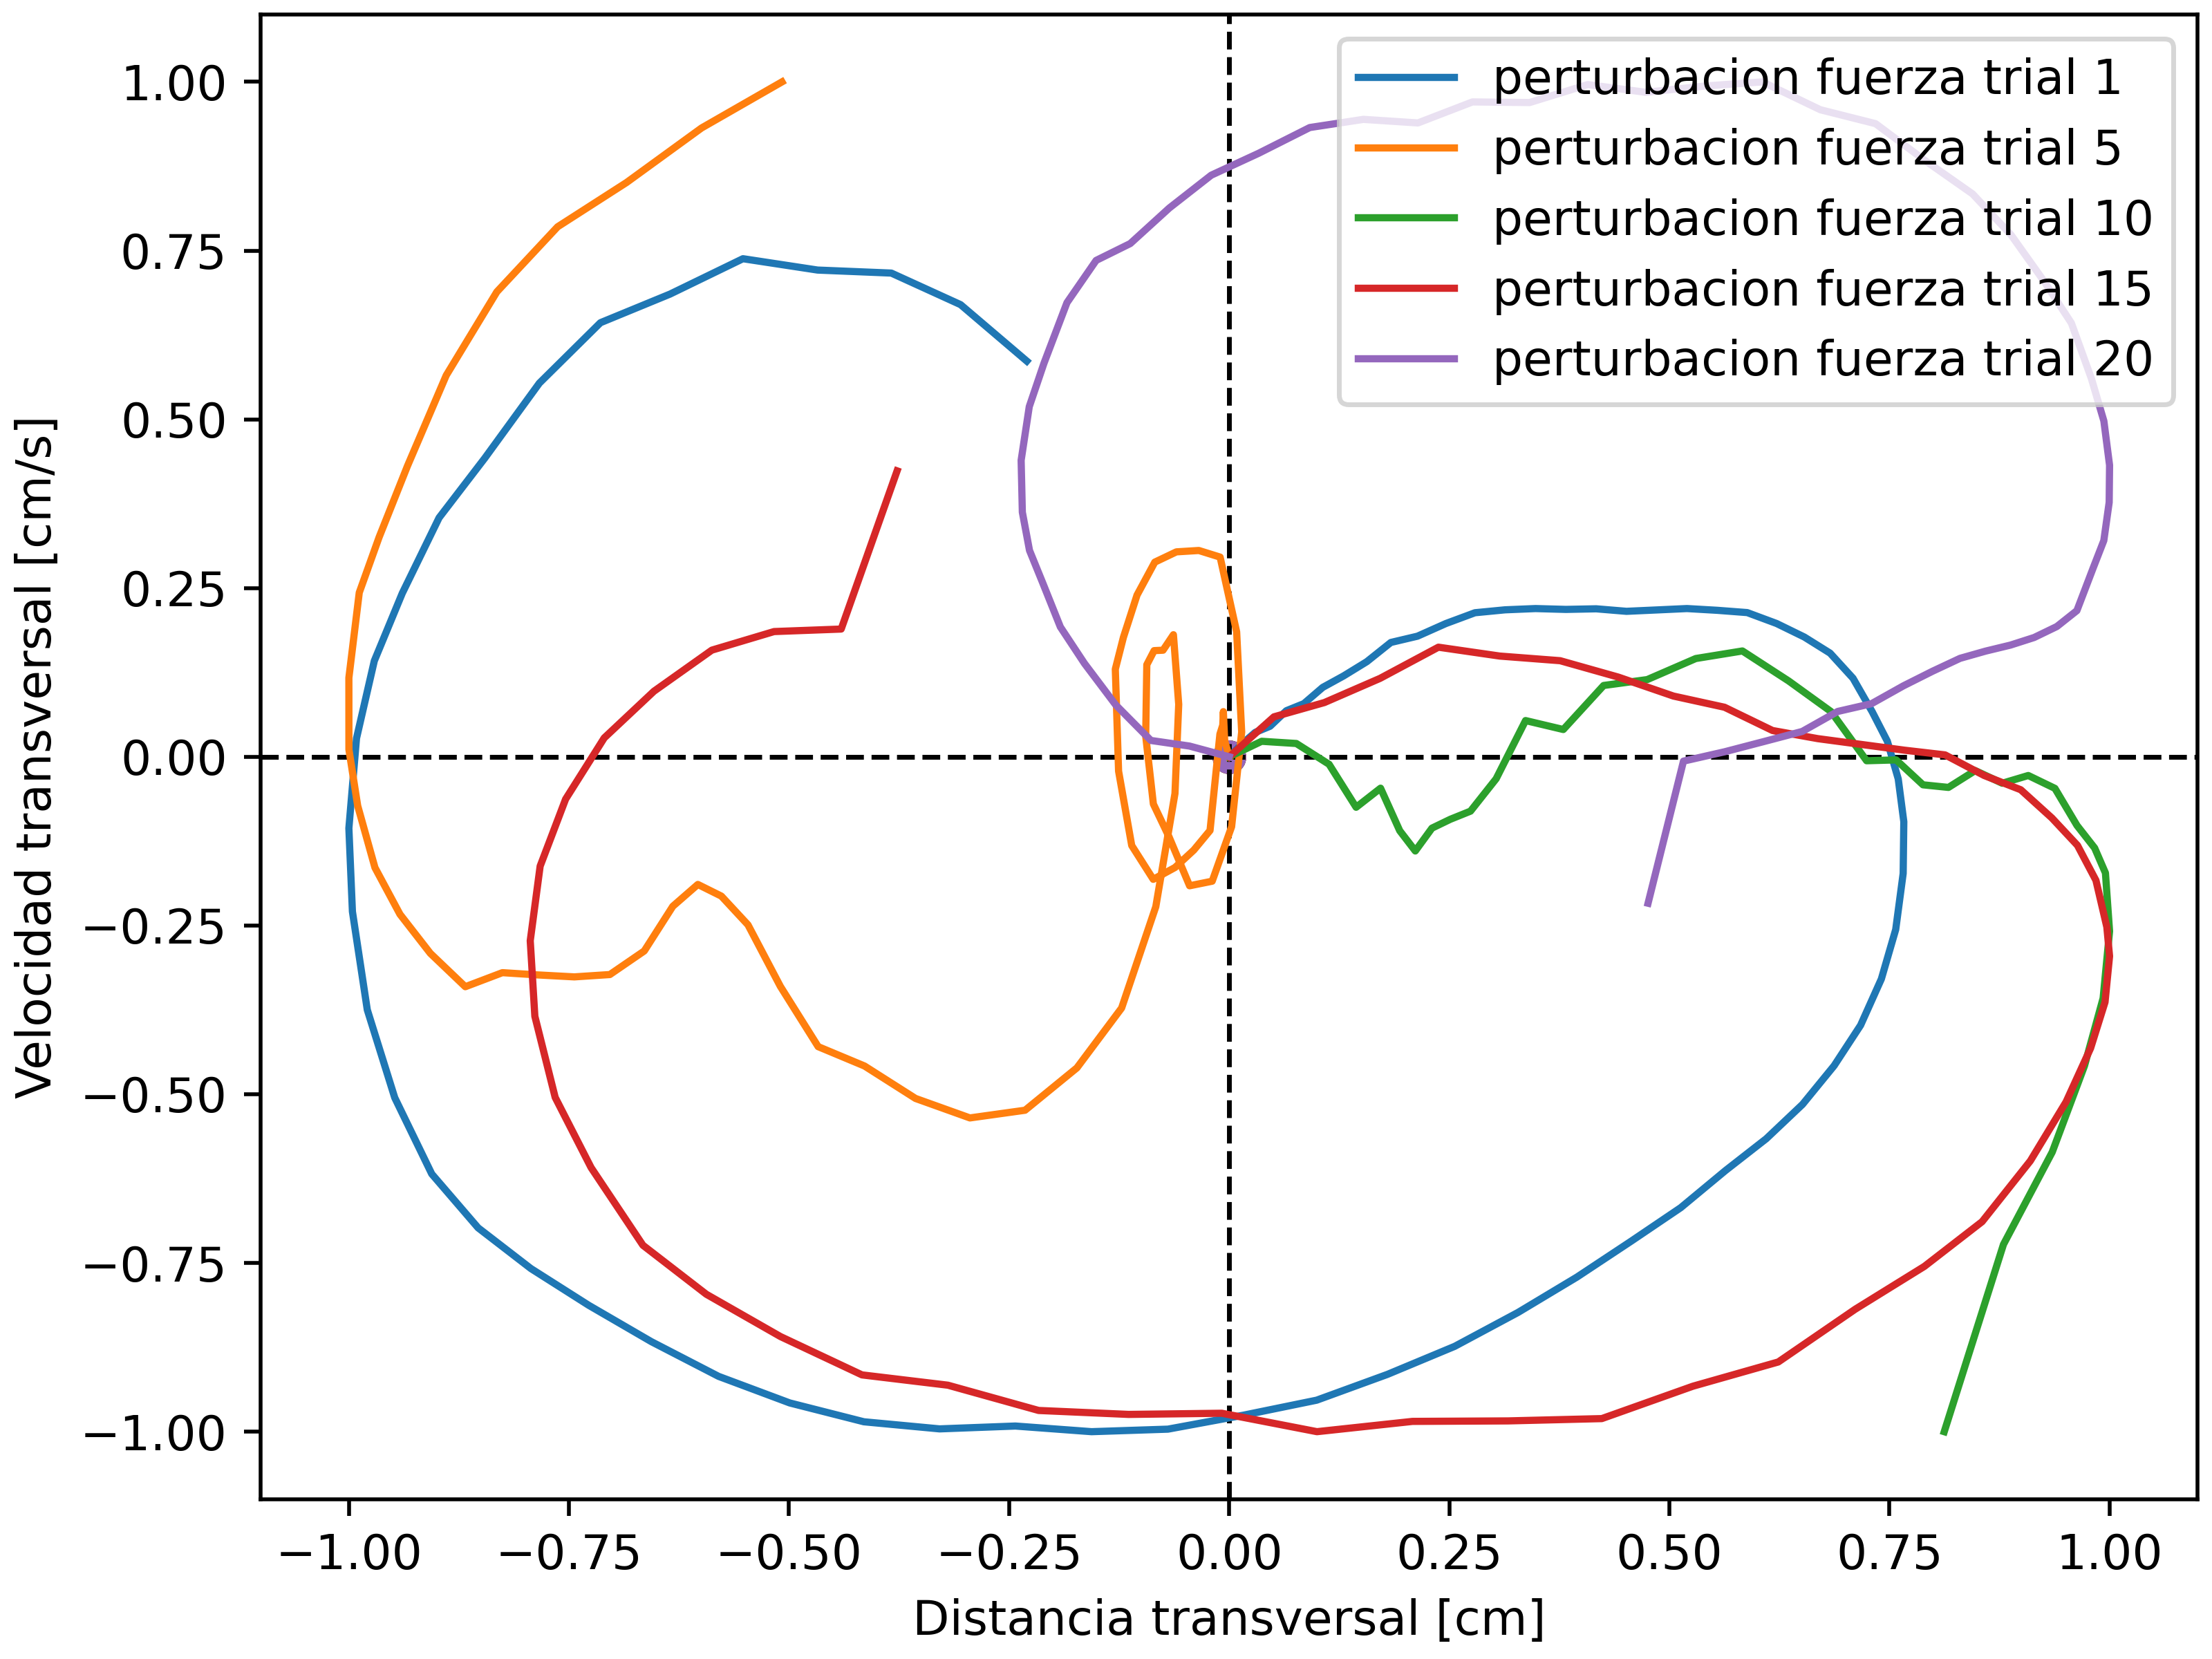 perturbacion fuerza trial 1
perturbacion fuerza trial 5
perturbacion fuerza trial 10
perturbacion fuerza trial 15
perturbacion fuerza trial 20
1.00
0.75
0.50
0.25
0.00
−0.25
−0.50
−0.75
−1.00
Velocidad transversal [cm/s]
−1.00 −0.75 −0.50 −0.25 0.00 0.25 0.50 0.75 1.00
Distancia transversal [cm]